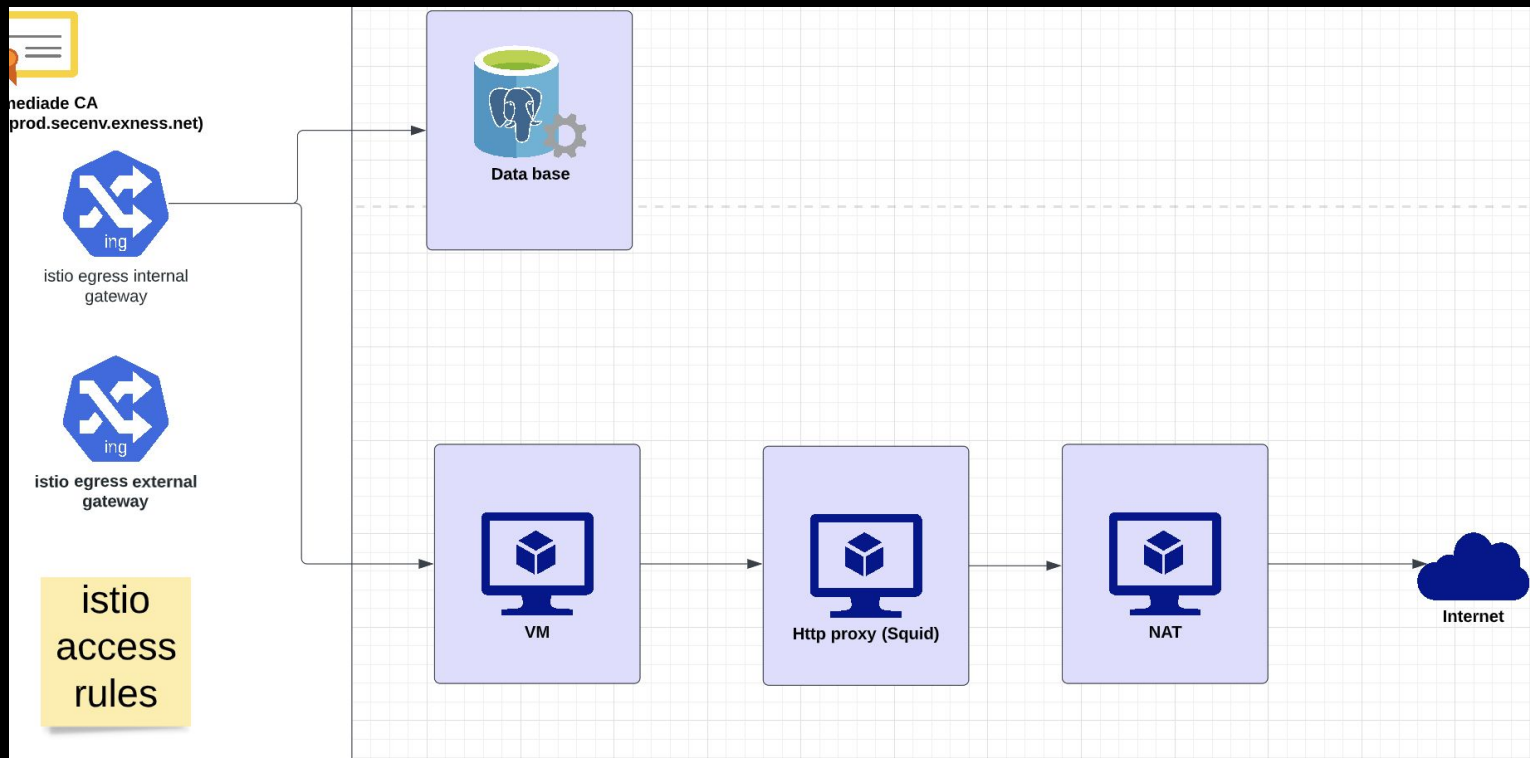 mediade CA
prod.secenv.exness.net)
ing
istio egress internal
gateway
ing
istio egress external
gateway
istio
access
rules
Data base
VM
Http proxy (Squid)
NAT
Internet